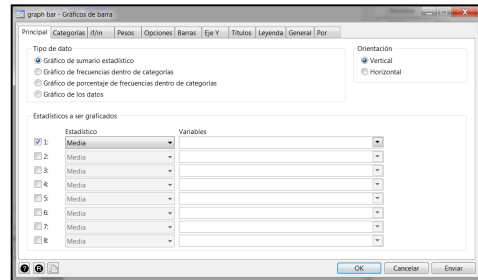 graph bar - Gráficos de barra
Principal Categorías if/in Pesos Opciones Barras Eje Y Títulos Leyenda General Por
Tipo de dato
Gráfico de sumario estadístico
Gráfico de frecuencias dentro de categorías
Gráfico de porcentaje de frecuencias dentro de categorías
Gráfico de los datos
Orientación
Vertical
Horizontal
Estadísticos a ser graficados
Estadístico Variables
1: Media
2: Media
3: Media
4: Media
5: Media
6: Media
7: Media
8: Media
? R OK Cancelar Enviar